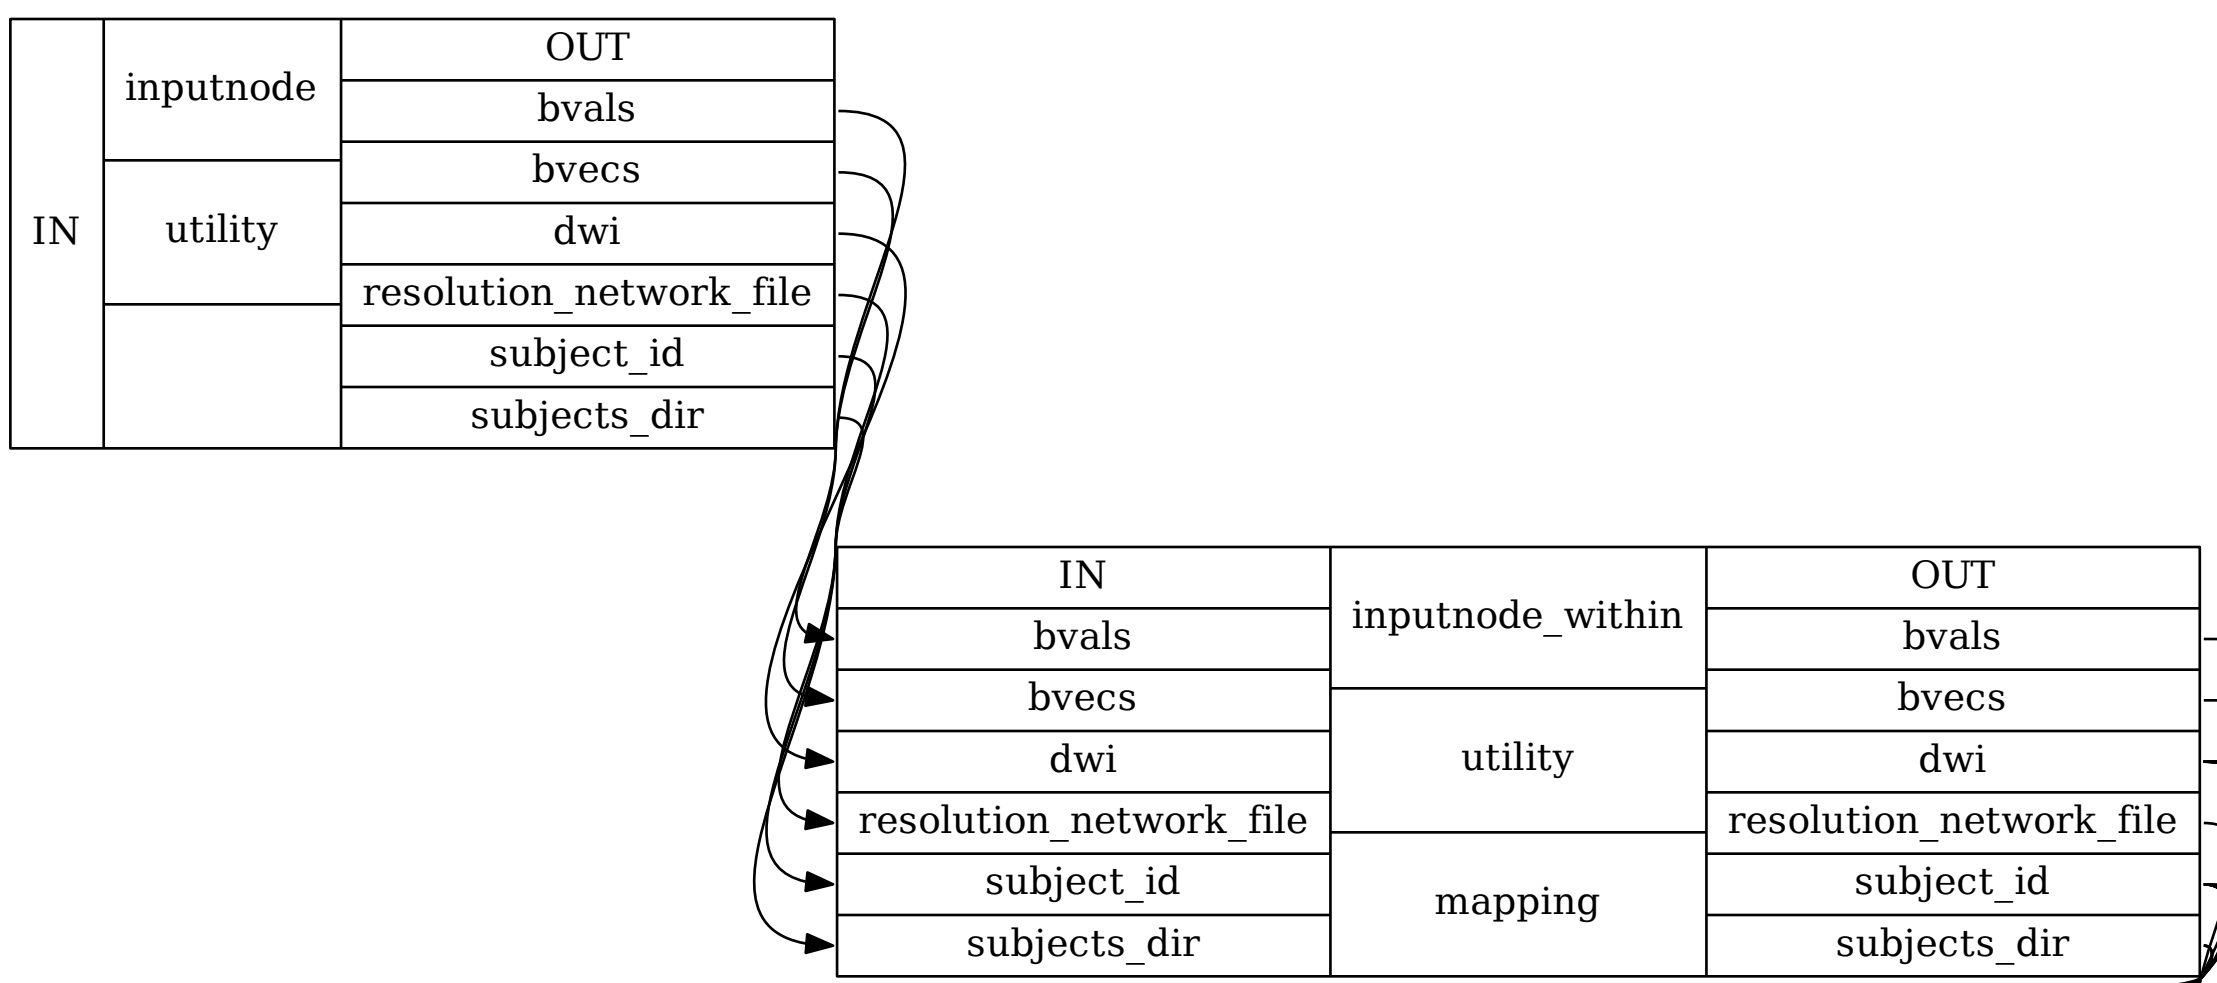 IN
inputnode
utility
OUT
bvals
bvecs
dwi
resolution_network_file
subject_id
subjects_dir
IN
bvals
bvecs
dwi
resolution_network_file
subject_id
subjects_dir
inputnode_within
utility
mapping
OUT
bvals
bvecs
dwi
resolution_network_file
subject_id
subjects_dir